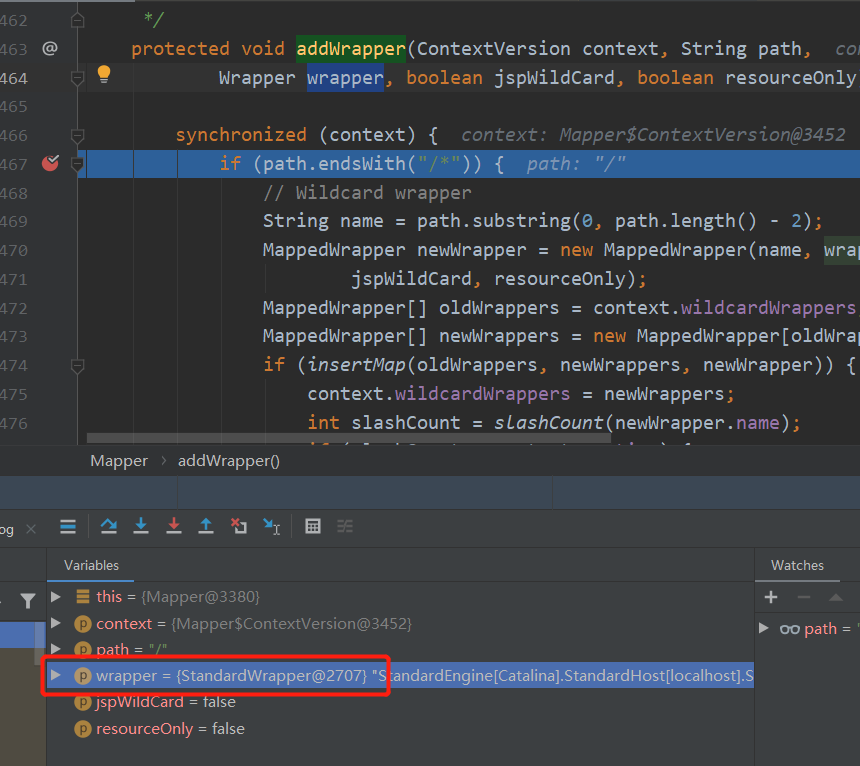 462 */
463 @ protected void addWrapper(ContextVersion context, String path, co
464 Wrapper wrapper, boolean jspWildCard, boolean resourceOnly
465
466 synchronized (context) { context: Mapper$ContextVersion@3452
467 if (path.endsWith("/*")) { path: "/"
468 // Wildcard wrapper
469 String name = path.substring(0, path.length() - 2);
470 MappedWrapper newWrapper = new MappedWrapper(name, wrap
471 jspWildCard, resourceOnly);
472 MappedWrapper[] oldWrappers = context.wildcardWrappers
473 MappedWrapper[] newWrappers = new MappedWrapper[oldWrap
474 if (insertMap(oldWrappers, newWrappers, newWrapper)) {
475 context.wildcardWrappers = newWrappers;
476 int slashCount = slashCount(newWrapper.name);
Mapper › addWrapper()
og ×
Variables
Watches
this = {Mapper@3380}
p context = {Mapper$ContextVersion@3452}
p path = "/"
path = "
p wrapper = {StandardWrapper@2707} "StandardEngine[Catalina].StandardHost[localhost].S
p jspWildCard = false
p resourceOnly = false